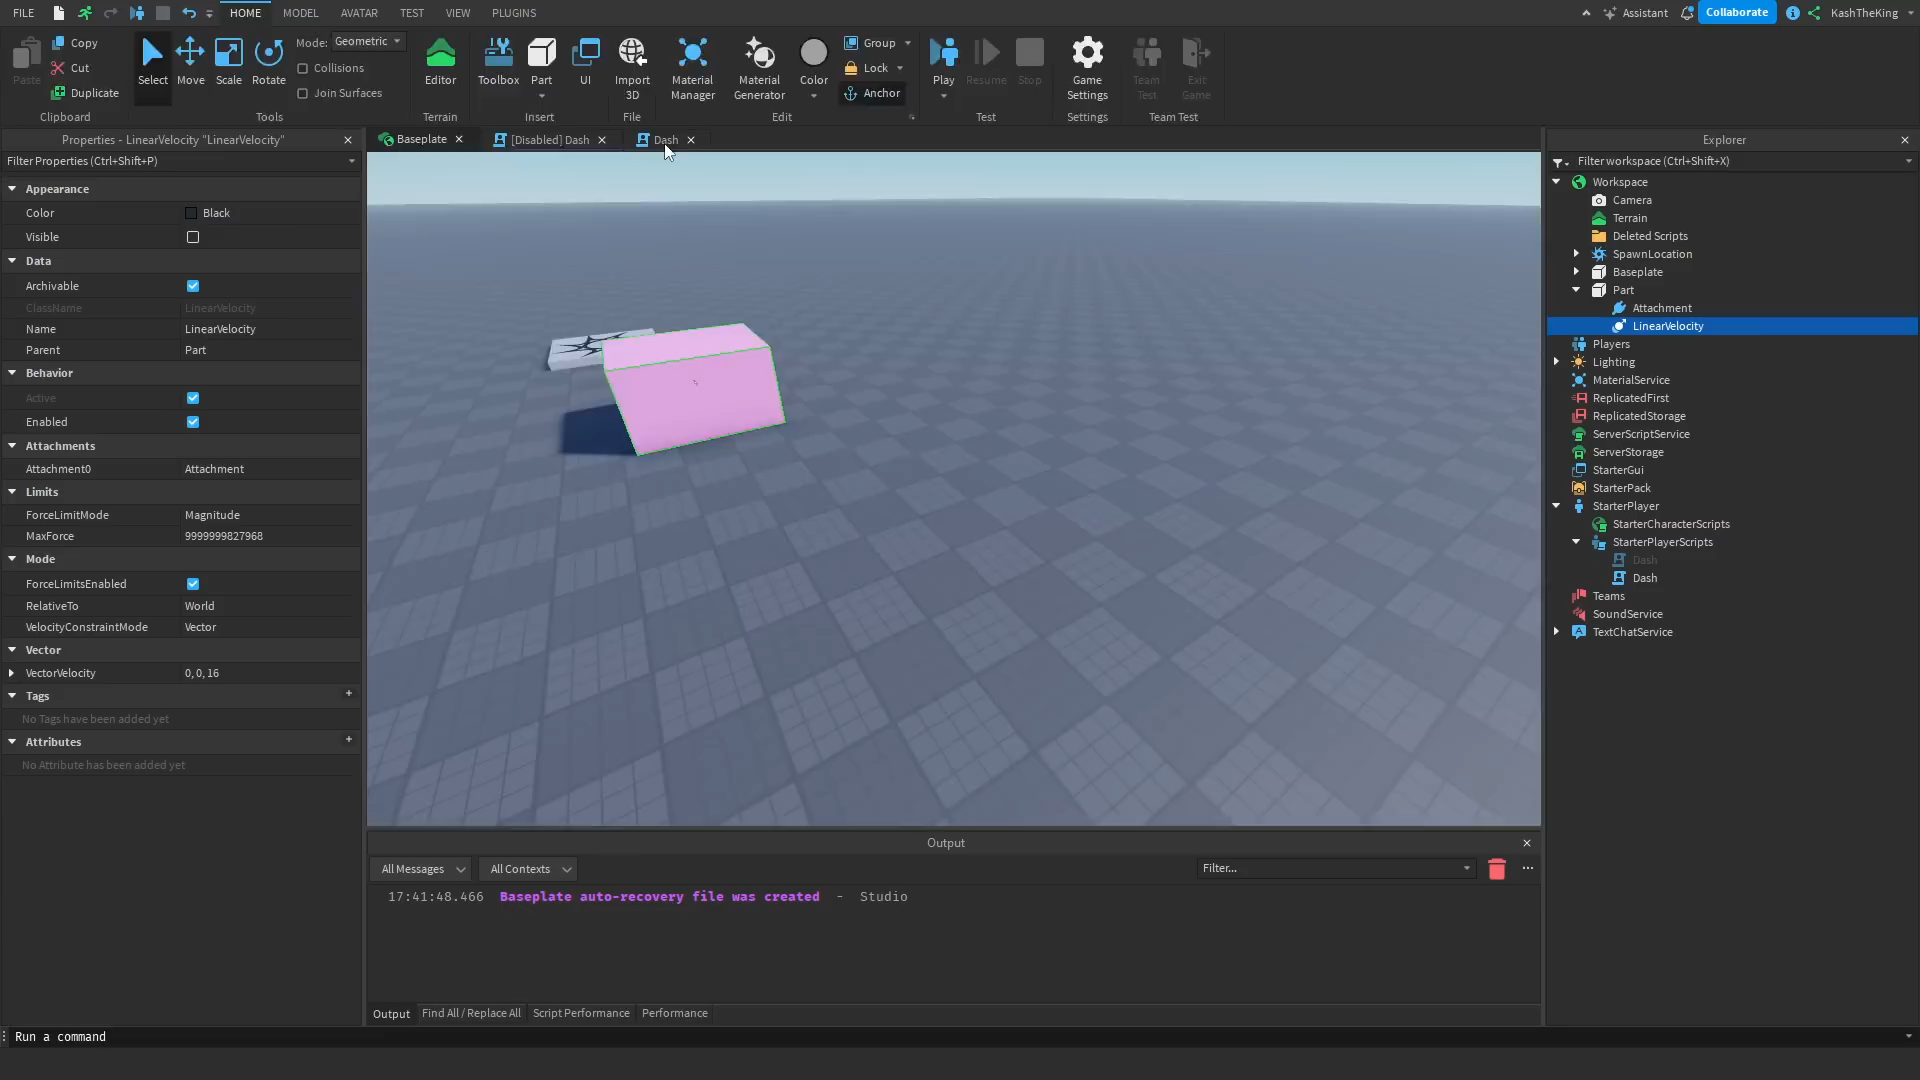 FILE HOME MODEL AVATAR TEST VIEW PLUGINS Assistant Collaborate KashTheKing
Paste Copy Cut Duplicate Clipboard
Select Move Scale Rotate Mode: Geometric Collisions Join Surfaces Tools
Editor Terrain
Toolbox Part UI Insert
Import 3D File
Material Manager Material Generator Color Group Lock Anchor Edit
Play Resume Stop Test
Game Settings Settings
Team Test Exit Game Team Test
Properties - LinearVelocity "LinearVelocity"
Filter Properties (Ctrl+Shift+P)
Appearance
Color Black
Visible
Data
Archivable
ClassName LinearVelocity
Name LinearVelocity
Parent Part
Behavior
Active
Enabled
Attachments
Attachment0 Attachment
Limits
ForceLimitMode Magnitude
MaxForce 9999999827968
Mode
ForceLimitsEnabled
RelativeTo World
VelocityConstraintMode Vector
Vector
VectorVelocity 0, 0, 16
Tags +
No Tags have been added yet
Attributes +
No Attribute has been added yet
Baseplate [Disabled] Dash Dash
Output
All Messages All Contexts Filter... ...
17:41:48.466 Baseplate auto-recovery file was created - Studio
Output Find All / Replace All Script Performance Performance
Run a command
Explorer
Filter workspace (Ctrl+Shift+X)
Workspace
Camera
Terrain
Deleted Scripts
SpawnLocation
Baseplate
Part
Attachment
LinearVelocity
Players
Lighting
MaterialService
ReplicatedFirst
ReplicatedStorage
ServerScriptService
ServerStorage
StarterGui
StarterPack
StarterPlayer
StarterCharacterScripts
StarterPlayerScripts
Dash
Dash
Teams
SoundService
TextChatService